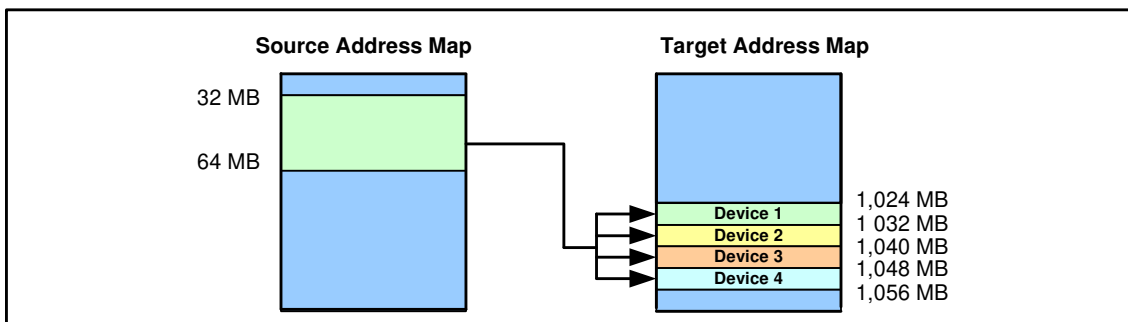 Source Address Map
Target Address Map
32 MB
64 MB
1,024 MB
Device 1
1 032 MB
Device 2
1,040 MB
Device 3
1,048 MB
Device 4
1,056 MB